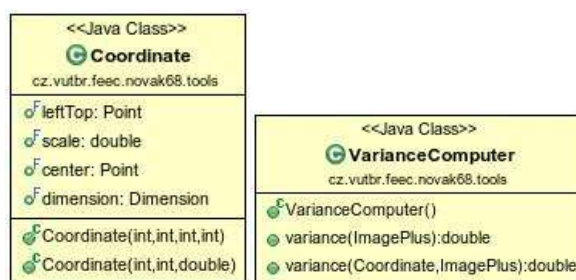 <<Java Class>>
Coordinate
cz.vutbr.feec.novak68.tools
leftTop: Point
scale: double
center: Point
dimension: Dimension
Coordinate(int,int,int,int)
Coordinate(int,int,double)
<<Java Class>>
VarianceComputer
cz.vutbr.feec.novak68.tools
VarianceComputer()
variance(ImagePlus):double
variance(Coordinate,ImagePlus):double